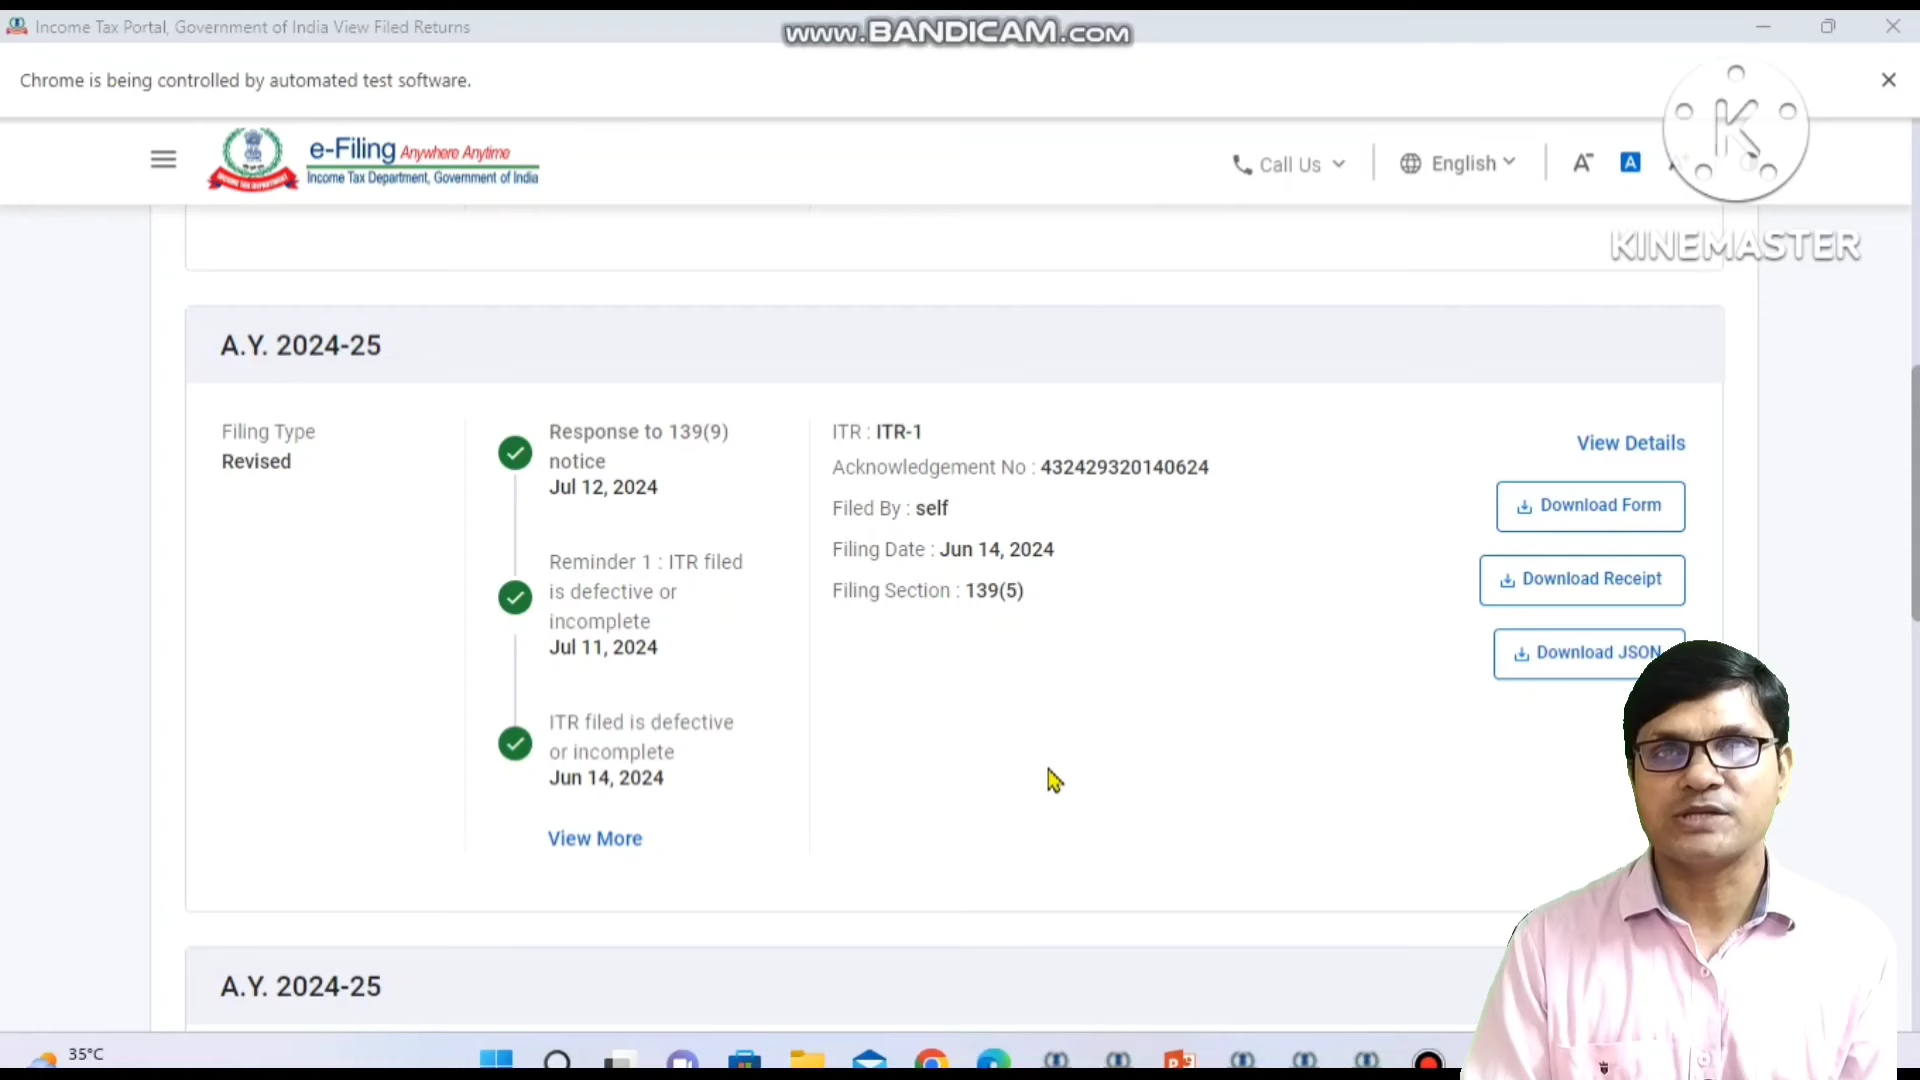 Income Tax Portal, Government of India View Filed Returns
www.BANDICAM.com
Chrome is being controlled by automated test software.
e-Filing Anywhere Anytime
Income Tax Department, Government of India
INCOME TAX DEPARTMENT
Call Us
English
A-
A
K
KINEMASTER
A.Y. 2024-25
Filing Type
Revised
Response to 139(9)
notice
Jul 12, 2024
Reminder 1 : ITR filed
is defective or
incomplete
Jul 11, 2024
ITR filed is defective
or incomplete
Jun 14, 2024
View More
ITR : ITR-1
Acknowledgement No : 432429320140624
Filed By : self
Filing Date : Jun 14, 2024
Filing Section : 139(5)
View Details
Download Form
Download Receipt
Download JSON
A.Y. 2024-25
35°C